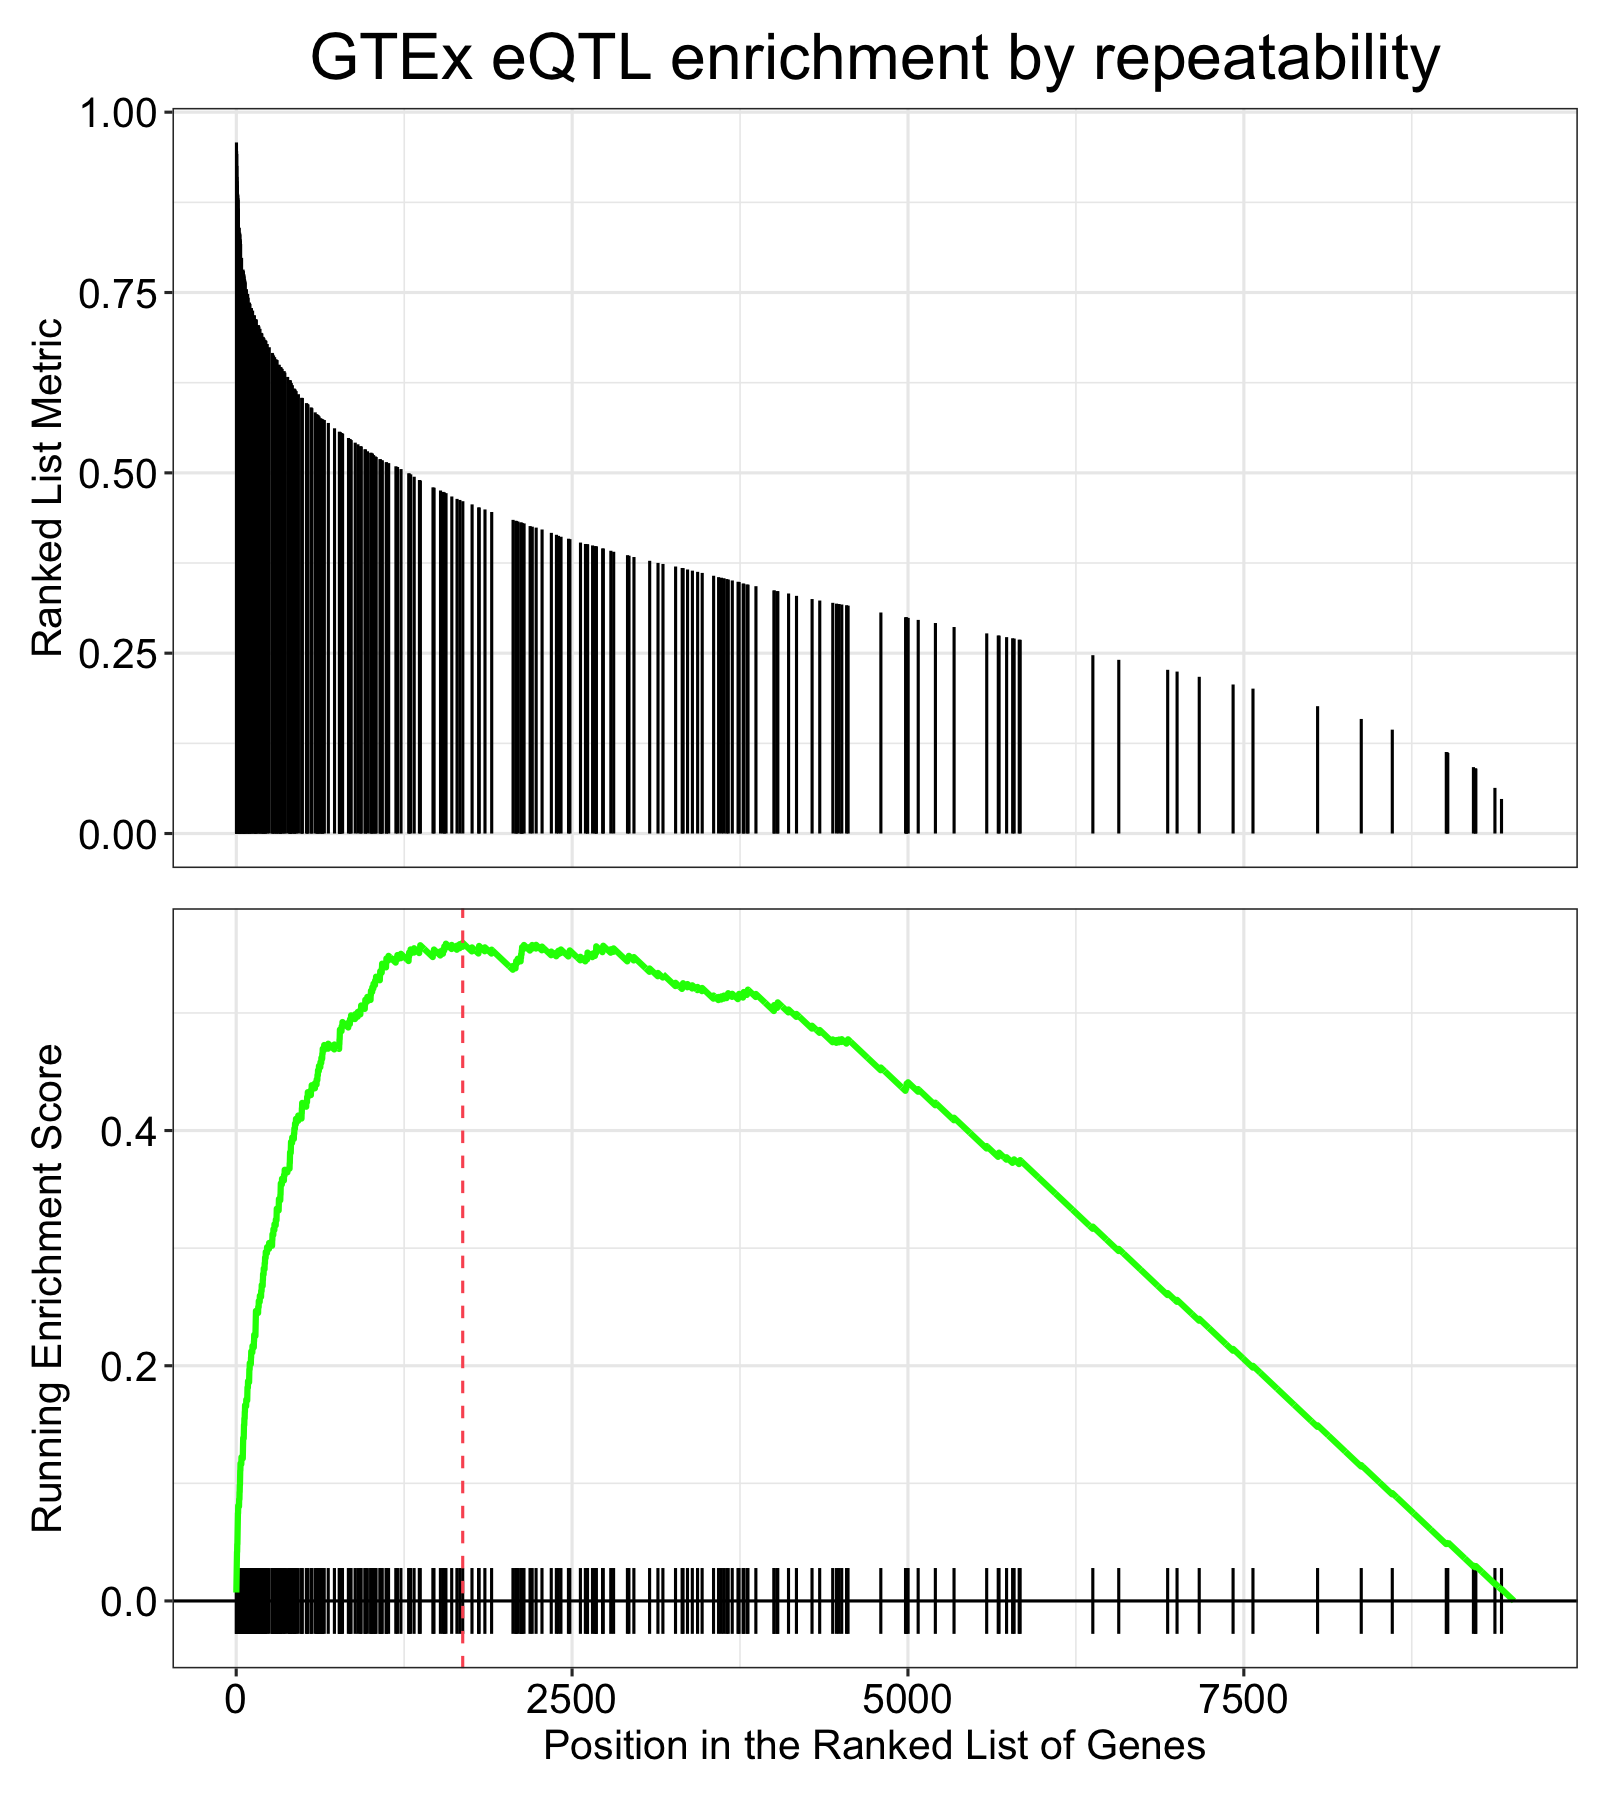 GTEx eQTL enrichment by repeatability
Ranked List Metric
1.00
0.75
0.50
0.25
0.00
Running Enrichment Score
0.4
0.2
0.0
0 2500 5000 7500
Position in the Ranked List of Genes